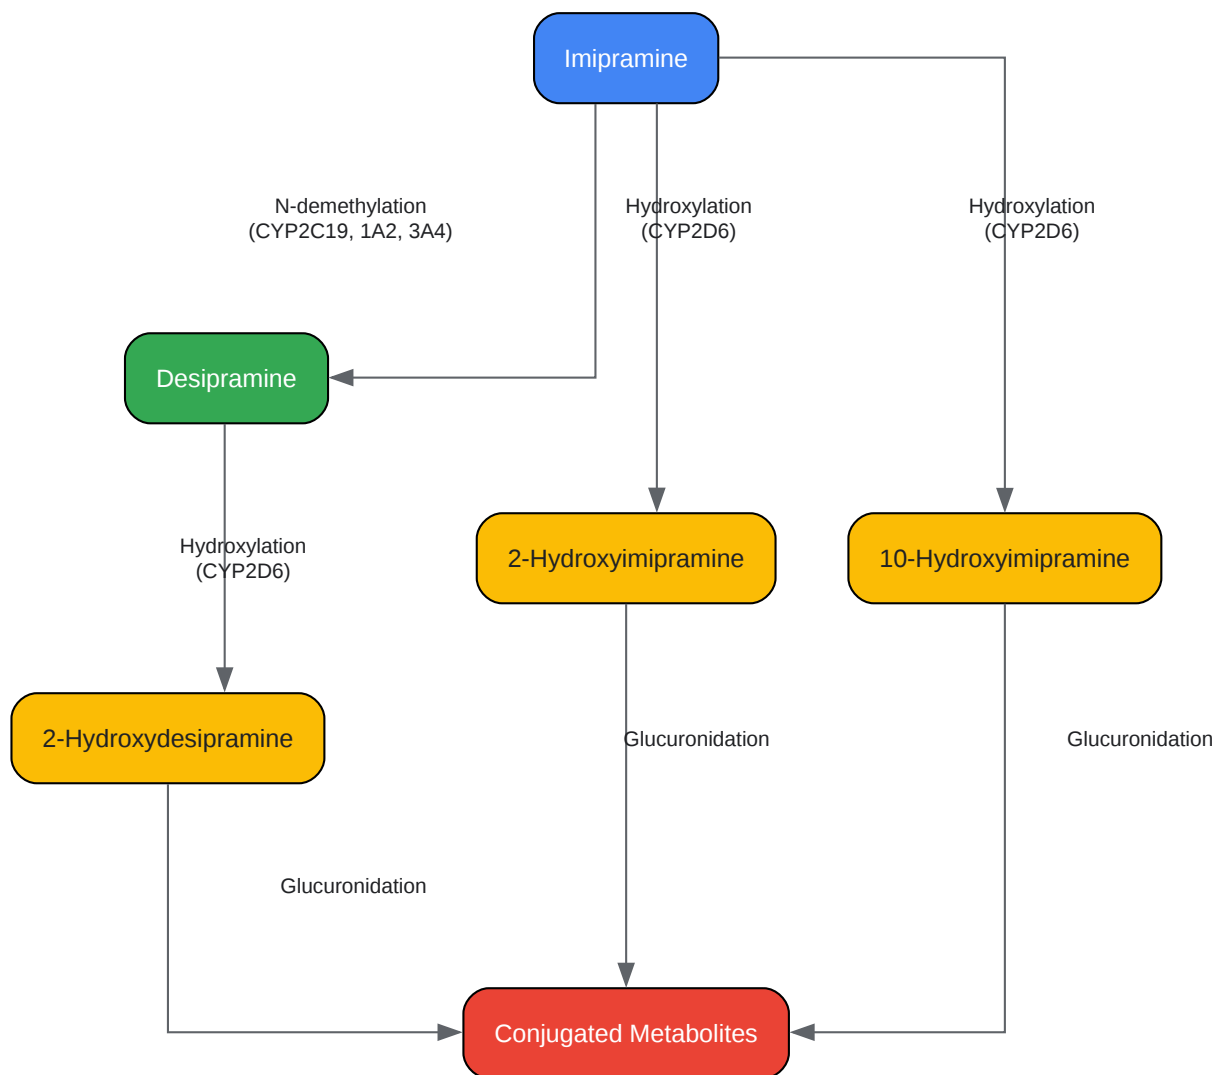 Imipramine
N-demethylation
(CYP2C19, 1A2, 3A4)
Hydroxylation
(CYP2D6)
Hydroxylation
(CYP2D6)
Desipramine
Hydroxylation
(CYP2D6)
2-Hydroxyimipramine
10-Hydroxyimipramine
2-Hydroxydesipramine
Glucuronidation
Glucuronidation
Glucuronidation
Conjugated Metabolites